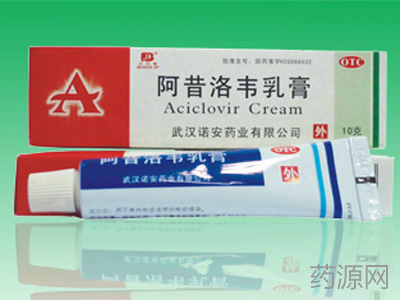 批准文号：国药准字H20066032
OTC
阿昔洛韦乳膏
Aciclovir Cream
武汉诺安药业有限公司
外
10克
阿昔洛韦乳膏
OTC
武汉诺安药业有限公司
外
药源网